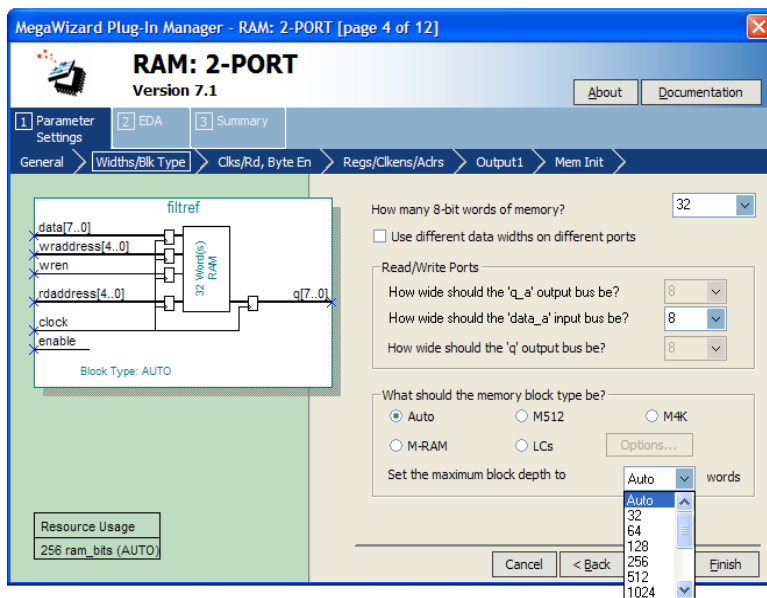 MegaWizard Plug-In Manager - RAM: 2-PORT [page 4 of 12]
RAM: 2-PORT
Version 7.1
About
Documentation
1 Parameter Settings
2 EDA
3 Summary
General
Widths/Blk Type
Clks/Rd, Byte En
Regs/Clkens/Adrs
Output1
Mem Init
filtref
data[7..0]
wraddress[4..0]
wren
rdaddress[4..0]
clock
enable
32 Word(s)
RAM
q[7..0]
Block Type: AUTO
Resource Usage
256 ram_bits (AUTO)
How many 8-bit words of memory? 32
Use different data widths on different ports
Read/Write Ports
How wide should the 'q_a' output bus be? 8
How wide should the 'data_a' input bus be? 8
How wide should the 'q' output bus be? 8
What should the memory block type be?
Auto
M512
M4K
M-RAM
LCs
Options...
Set the maximum block depth to Auto words
Auto
32
64
128
256
512
1024
Cancel
< Back
Finish